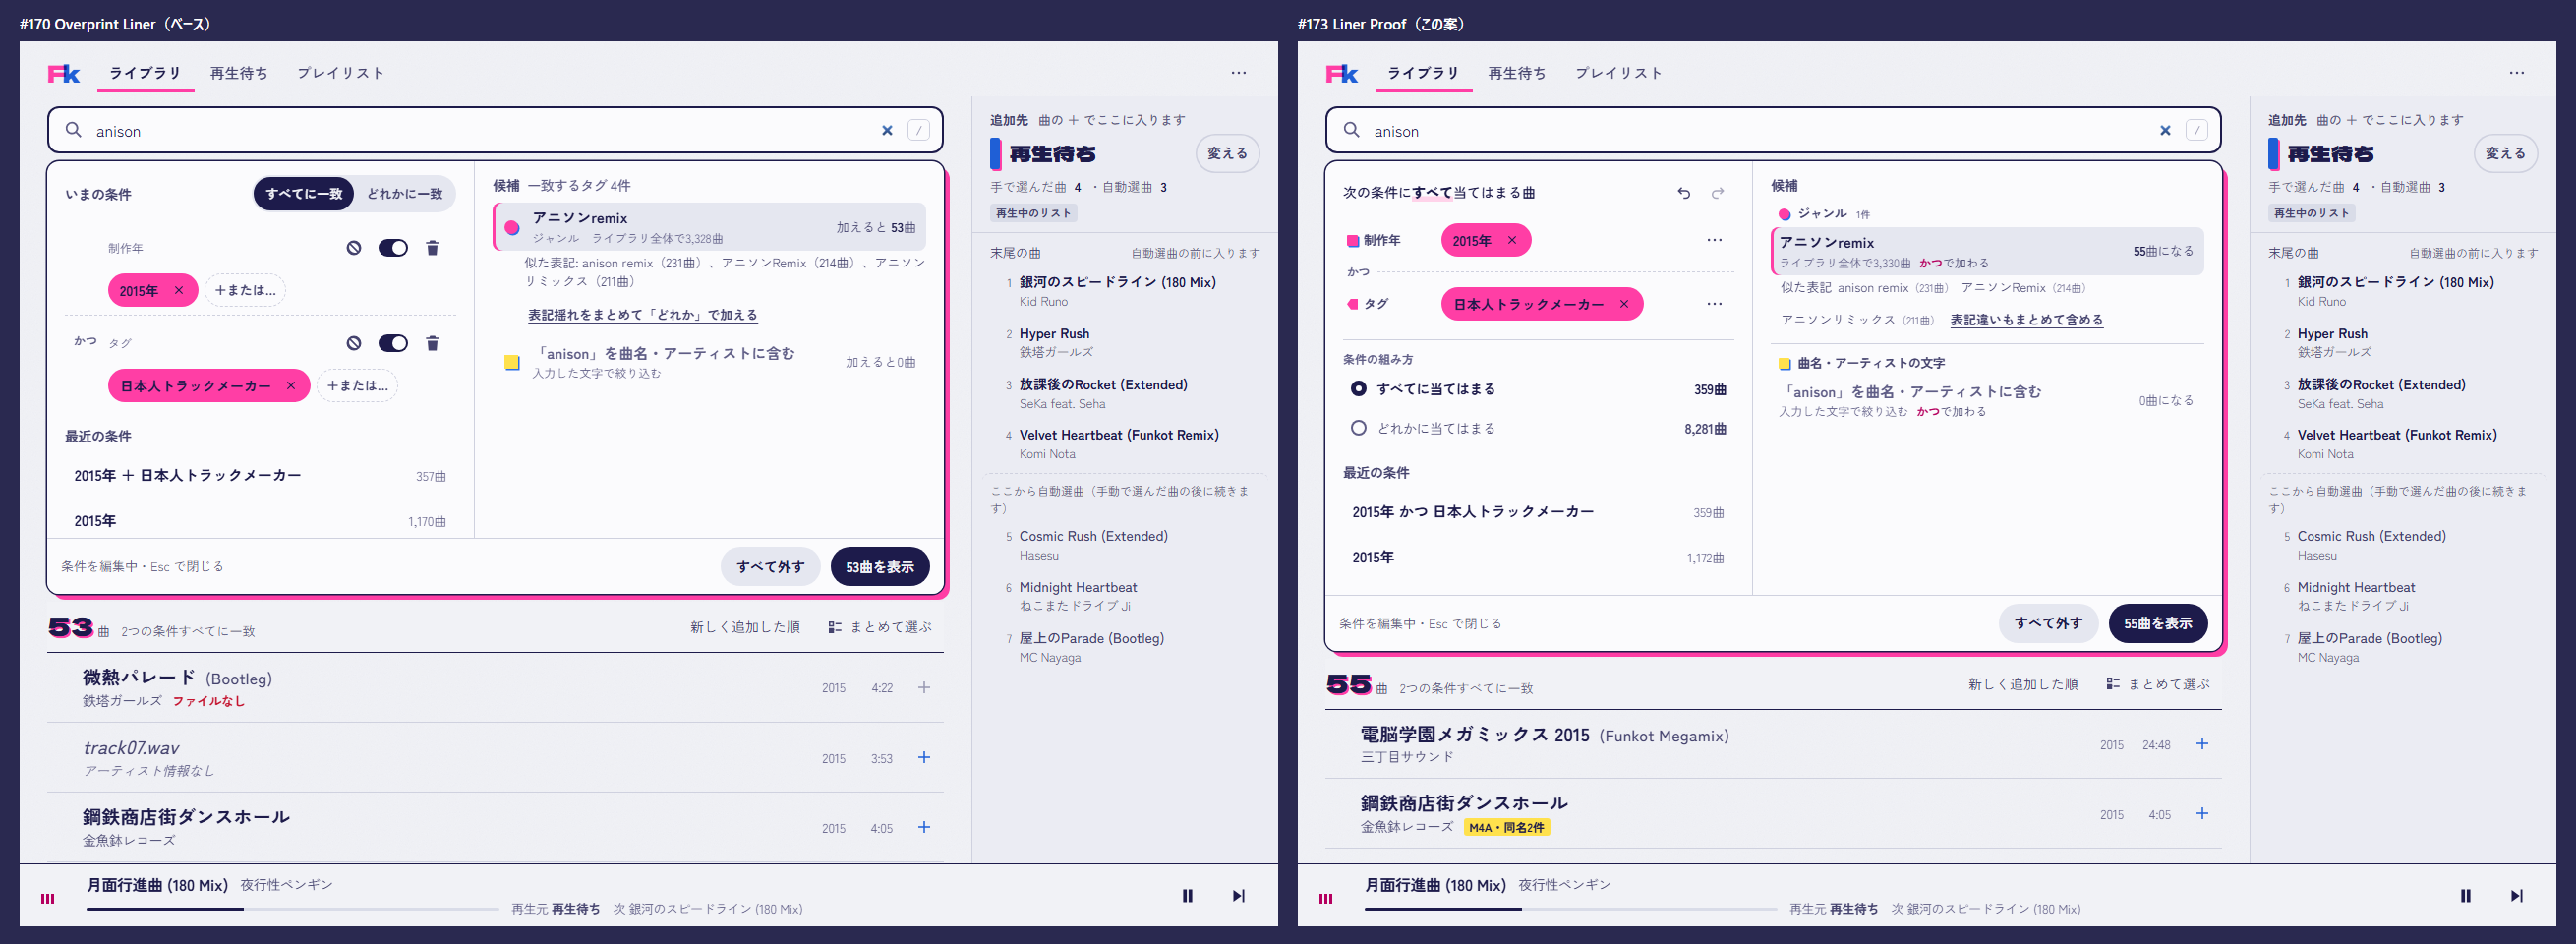 #170 Overprint Liner（ベース）
Fk
ライブラリ 再生待ち プレイリスト
anison
/
いまの条件 すべてに一致 どれかに一致
制作年
2015年 × ＋または...
かつ タグ
日本人トラックメーカー × ＋または...
最近の条件
2015年 ＋ 日本人トラックメーカー 357曲
2015年 1,170曲
候補 一致するタグ 4件
アニソンremix
ジャンル ライブラリ全体で3,328曲
加えると 53曲
似た表記: anison remix（231曲）、アニソンRemix（214曲）、アニソン
リミックス（211曲）
表記揺れをまとめて「どれか」で加える
「anison」を曲名・アーティストに含む
入力した文字で絞り込む
加えると0曲
条件を編集中・Esc で閉じる すべて外す 53曲を表示
53 曲 2つの条件すべてに一致 新しく追加した順 まとめて選ぶ
微熱パレード (Bootleg)
鉄塔ガールズ ファイルなし
2015 4:22 ＋
track07.wav
アーティスト情報なし
2015 3:53 ＋
鋼鉄商店街ダンスホール
金魚鉢レコーズ
2015 4:05 ＋
追加先 曲の ＋ でここに入ります
再生待ち 変える
手で選んだ曲 4 ・自動選曲 3
再生中のリスト
末尾の曲 自動選曲の前に入ります
1 銀河のスピードライン (180 Mix)
Kid Runo
2 Hyper Rush
鉄塔ガールズ
3 放課後のRocket (Extended)
SeKa feat. Seha
4 Velvet Heartbeat (Funkot Remix)
Komi Nota
ここから自動選曲（手動で選んだ曲の後に続きま
す）
5 Cosmic Rush (Extended)
Hasesu
6 Midnight Heartbeat
ねこまたドライブ Ji
7 屋上のParade (Bootleg)
MC Nayaga
月面行進曲 (180 Mix) 夜行性ペンギン
再生元 再生待ち 次 銀河のスピードライン (180 Mix)
#173 Liner Proof（この案）
Fk
ライブラリ 再生待ち プレイリスト
anison
/
次の条件にすべて当てはまる曲
制作年 2015年 ×
かつ
タグ 日本人トラックメーカー ×
条件の組み方
すべてに当てはまる 359曲
どれかに当てはまる 8,281曲
最近の条件
2015年 かつ 日本人トラックメーカー 359曲
2015年 1,172曲
候補
ジャンル 1件
アニソンremix
ライブラリ全体で3,330曲 かつで加わる
55曲になる
似た表記 anison remix（231曲） アニソンRemix（214曲）
アニソンリミックス（211曲） 表記違いもまとめて含める
曲名・アーティストの文字
「anison」を曲名・アーティストに含む
入力した文字で絞り込む かつで加わる
0曲になる
条件を編集中・Esc で閉じる すべて外す 55曲を表示
55 曲 2つの条件すべてに一致 新しく追加した順 まとめて選ぶ
電脳学園メガミックス 2015 (Funkot Megamix)
三丁目サウンド
2015 24:48 ＋
鋼鉄商店街ダンスホール
金魚鉢レコーズ M4A・同名2件
2015 4:05 ＋
追加先 曲の ＋ でここに入ります
再生待ち 変える
手で選んだ曲 4 ・自動選曲 3
再生中のリスト
末尾の曲 自動選曲の前に入ります
1 銀河のスピードライン (180 Mix)
Kid Runo
2 Hyper Rush
鉄塔ガールズ
3 放課後のRocket (Extended)
SeKa feat. Seha
4 Velvet Heartbeat (Funkot Remix)
Komi Nota
ここから自動選曲（手動で選んだ曲の後に続きま
す）
5 Cosmic Rush (Extended)
Hasesu
6 Midnight Heartbeat
ねこまたドライブ Ji
7 屋上のParade (Bootleg)
MC Nayaga
月面行進曲 (180 Mix) 夜行性ペンギン
再生元 再生待ち 次 銀河のスピードライン (180 Mix)